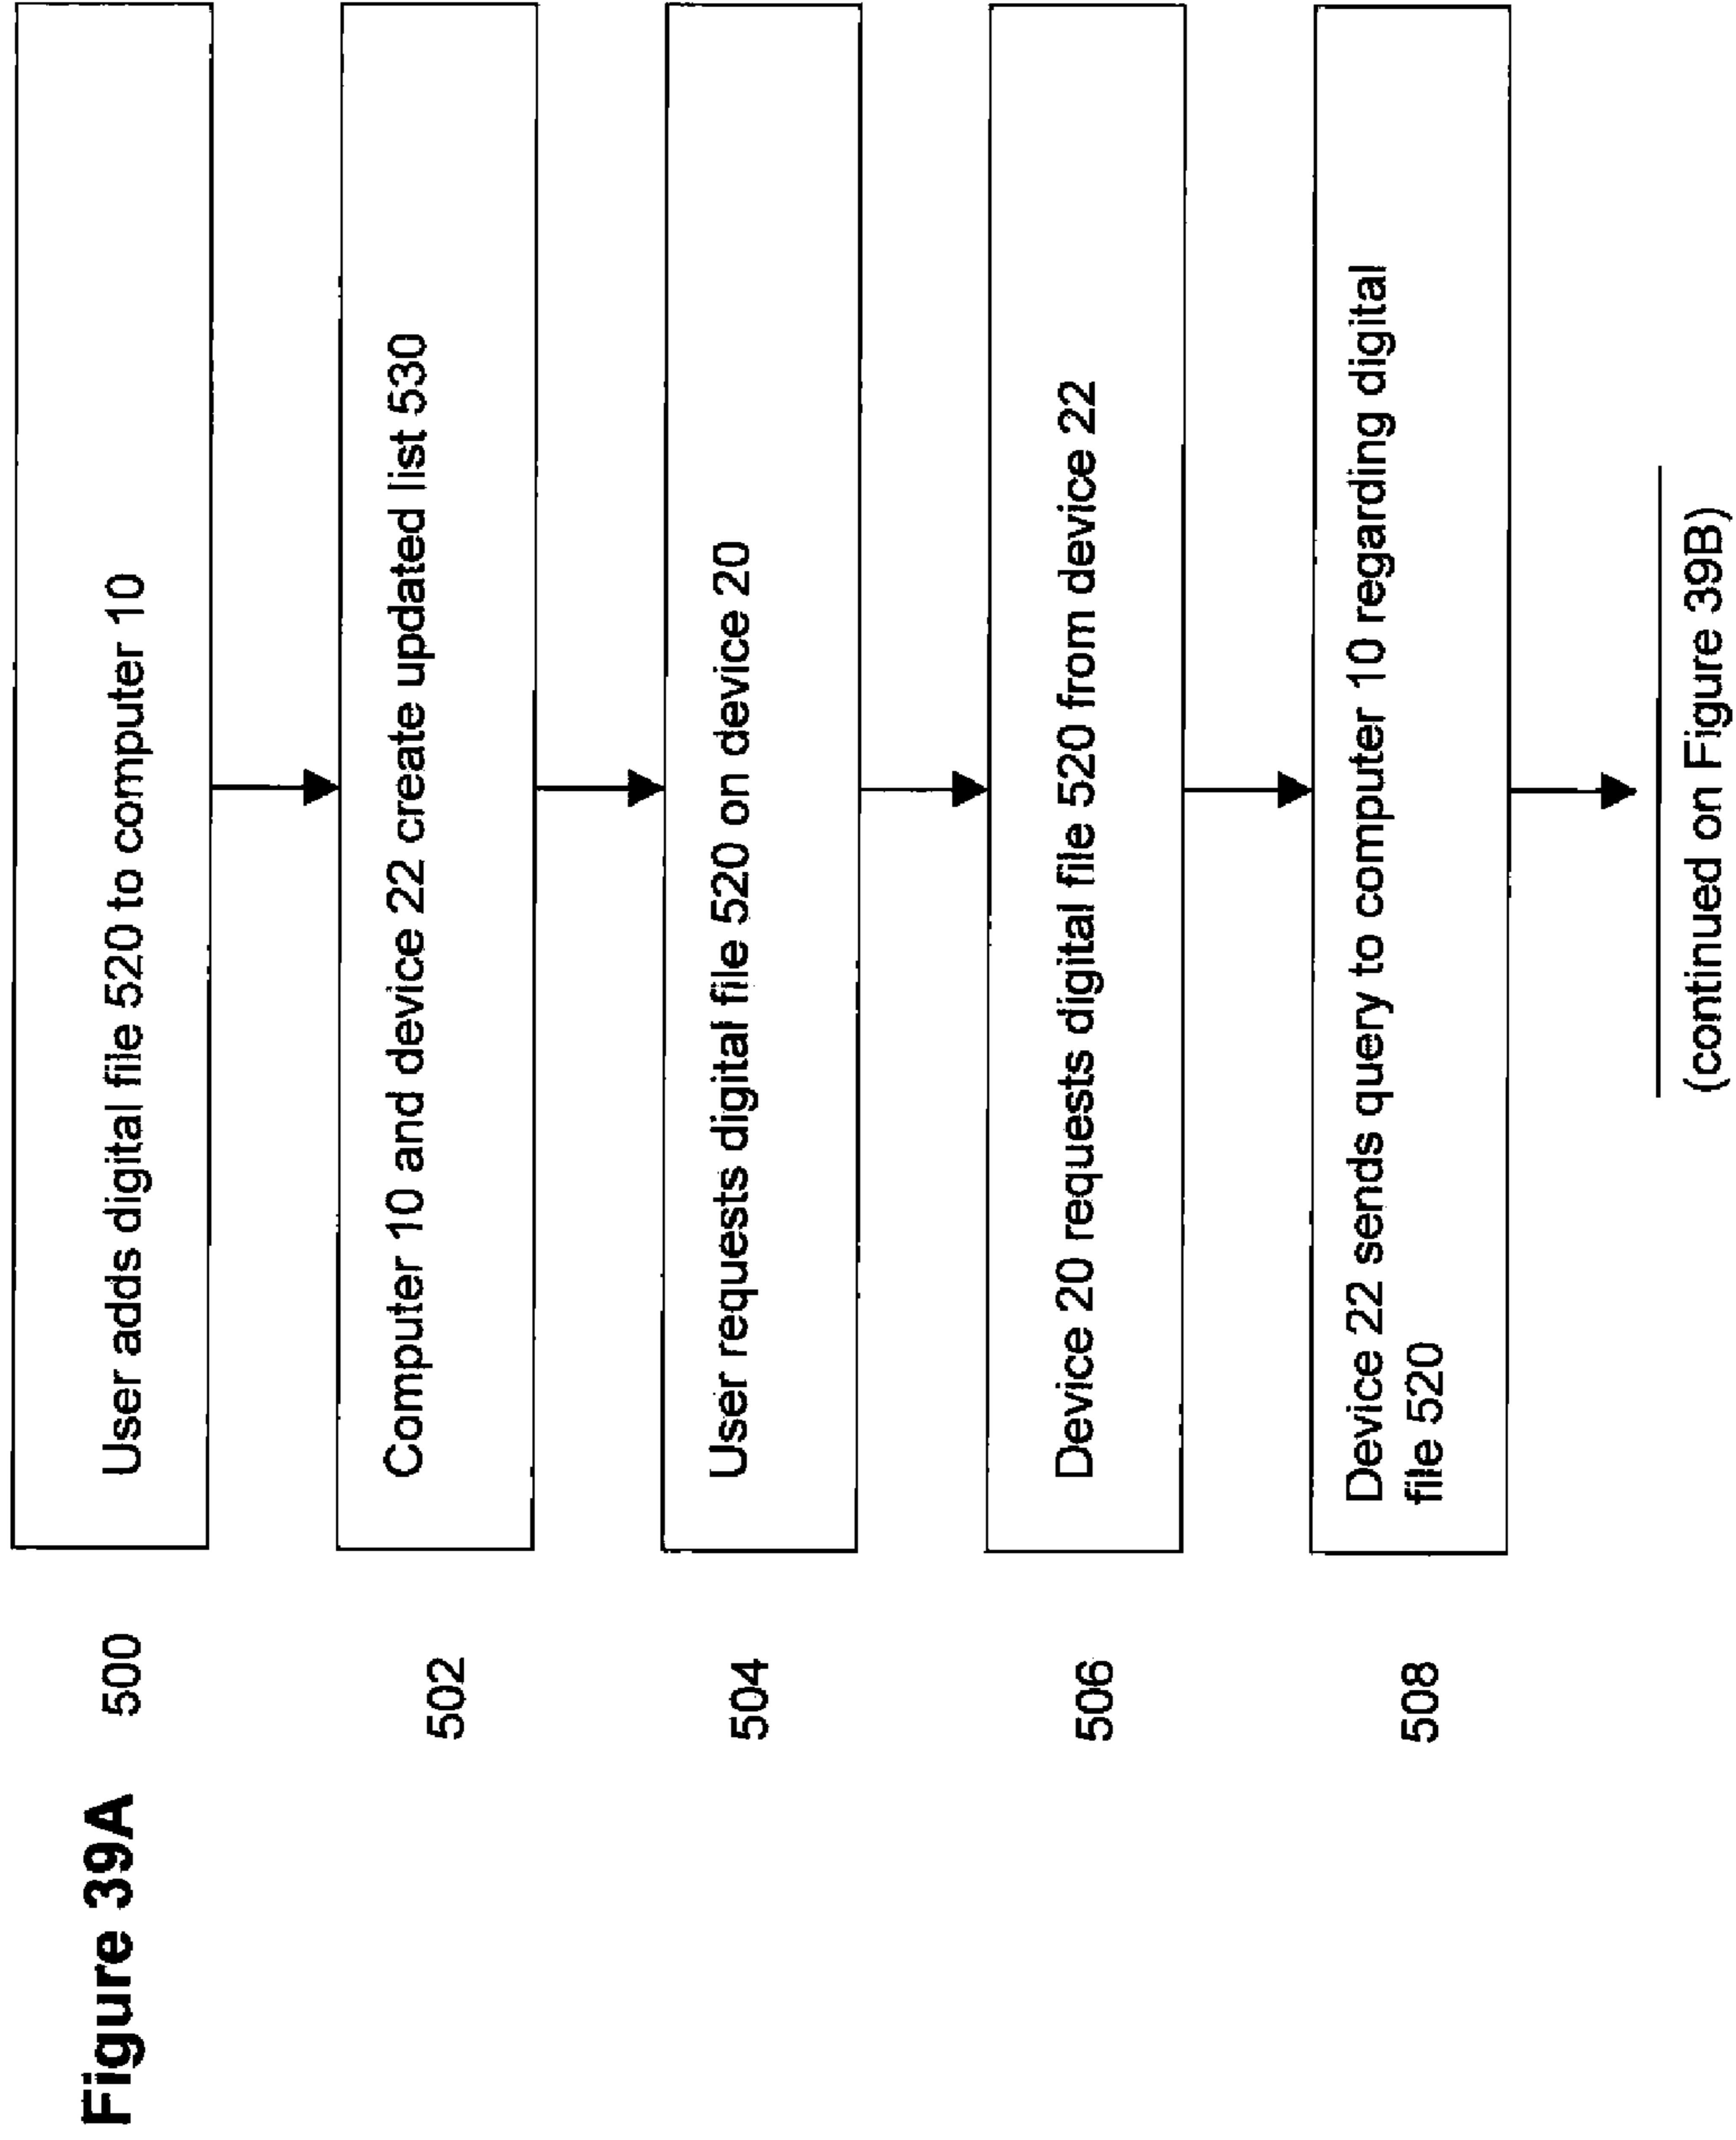 Figure 39A
500
User adds digital file 520 to computer 10
502
Computer 10 and device 22 create updated list 530
504
User requests digital file 520 on device 20
506
Device 20 requests digital file 520 from device 22
508
Device 22 sends query to computer 10 regarding digital
file 520
(continued on Figure 39B)